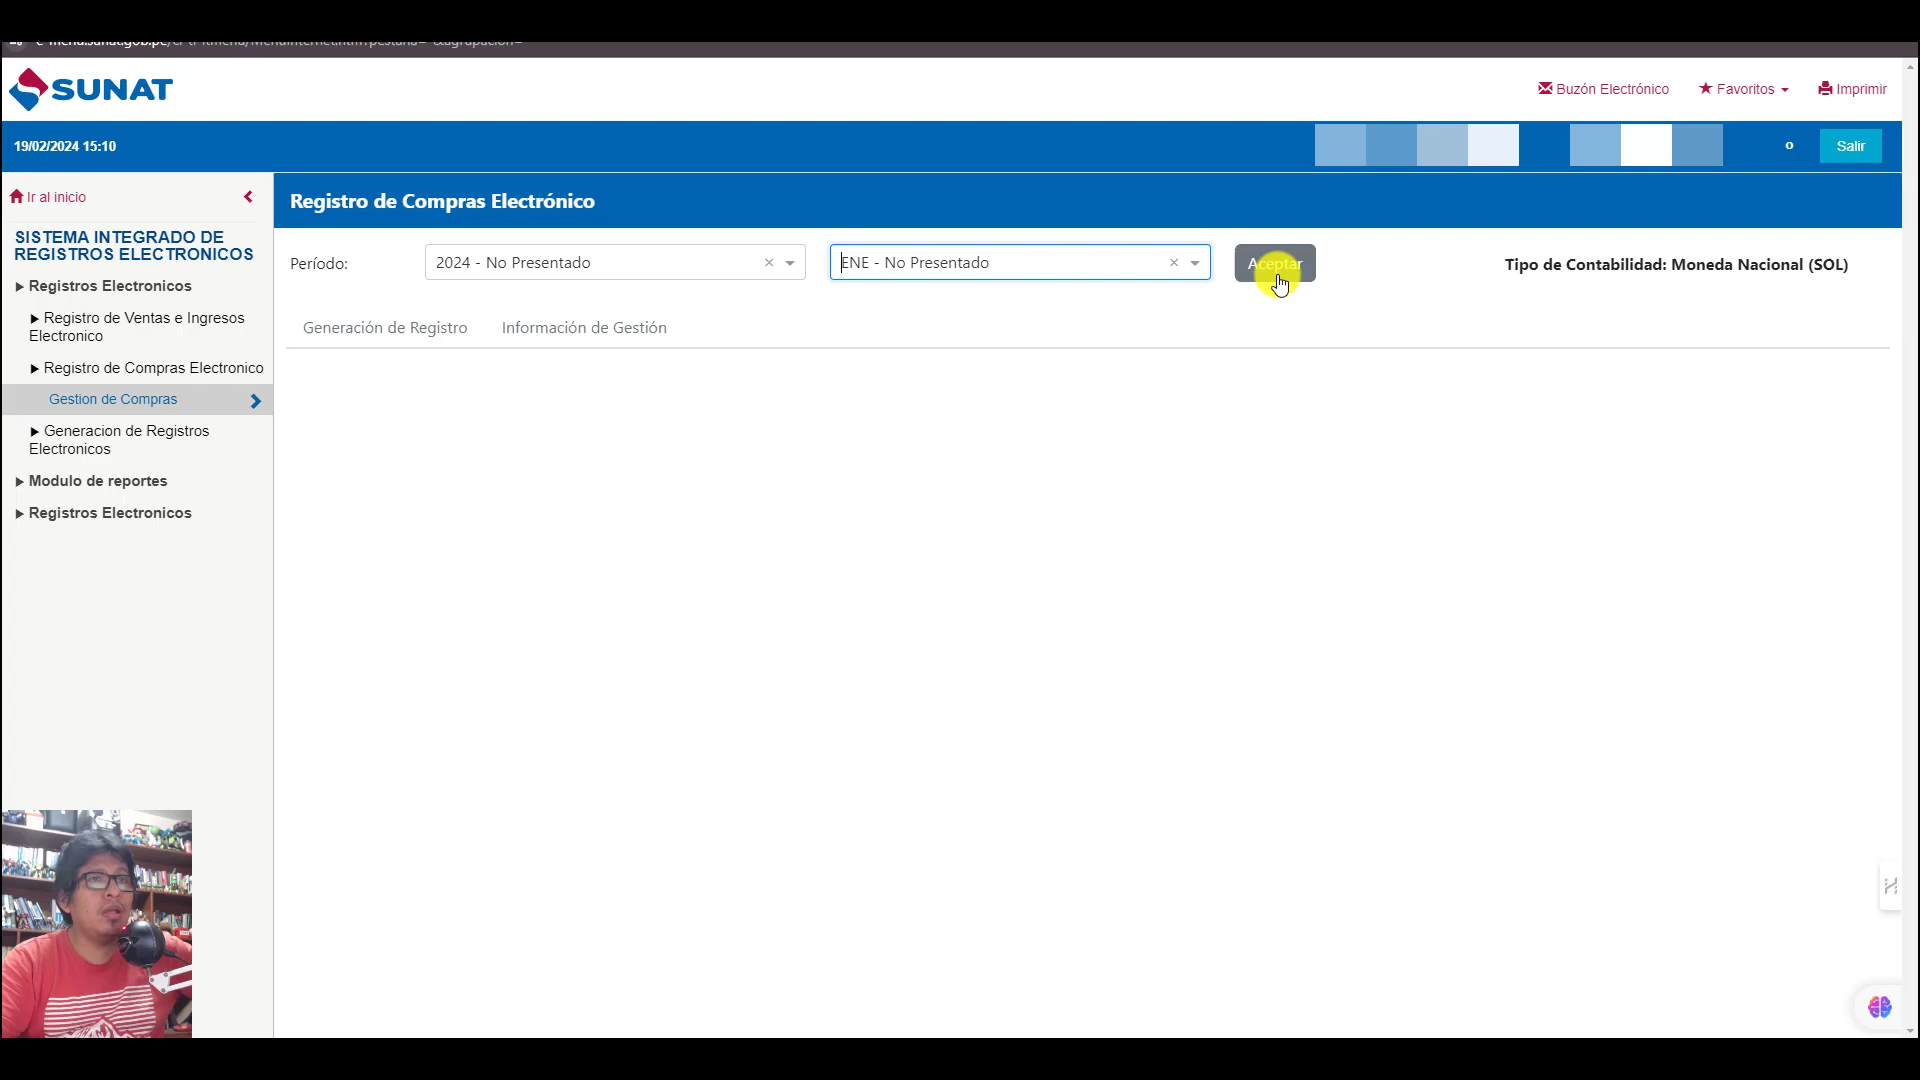 SUNAT
Buzón Electrónico
Favoritos
Imprimir
19/02/2024 15:10
o
Salir
Ir al inicio
Registro de Compras Electrónico
SISTEMA INTEGRADO DE
REGISTROS ELECTRONICOS
Período:
2024 - No Presentado
ENE - No Presentado
Aceptar
Tipo de Contabilidad: Moneda Nacional (SOL)
Registros Electronicos
Registro de Ventas e Ingresos
Electronico
Registro de Compras Electronico
Gestion de Compras
Generacion de Registros
Electronicos
Modulo de reportes
Registros Electronicos
Generación de Registro
Información de Gestión